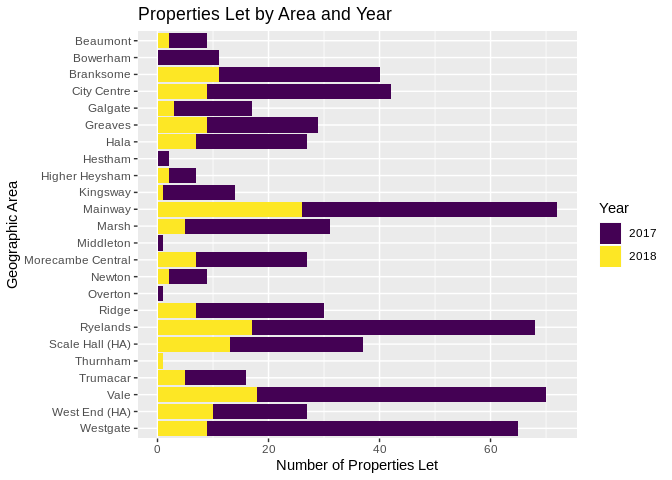 Properties Let by Area and Year
Beaumont
Bowerham
Branksome
City Centre
Galgate
Greaves
Hala
Hestham
Higher Heysham
Kingsway
Mainway
Marsh
Middleton
Morecambe Central
Newton
Overton
Ridge
Ryelands
Scale Hall (HA)
Thurnham
Trumacar
Vale
West End (HA)
Westgate
Geographic Area
0 20 40 60
Number of Properties Let
Year
2017
2018